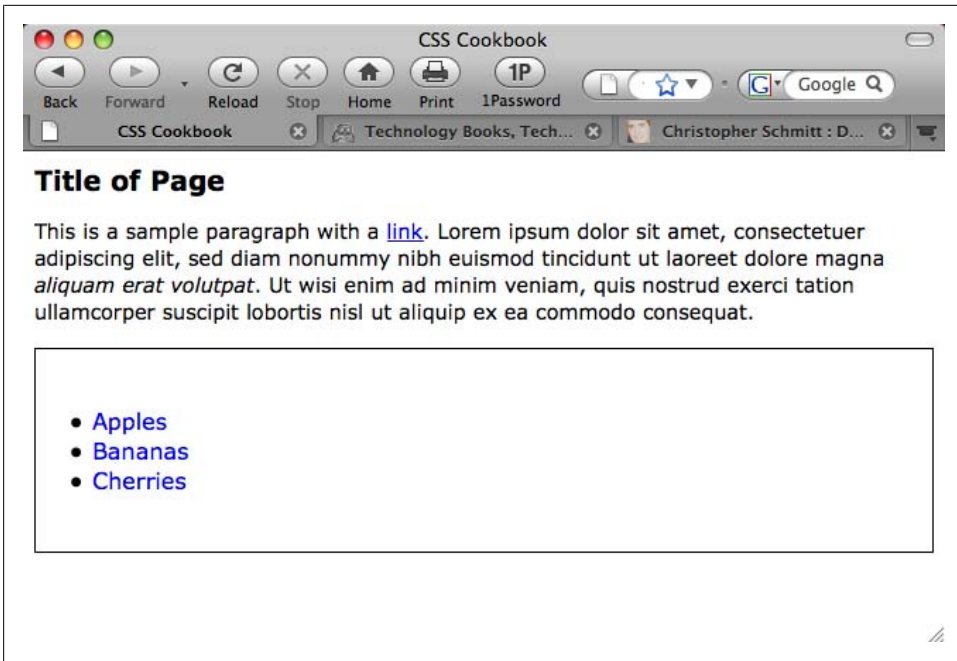 CSS Cookbook
1P
Google
Back Forward Reload Stop Home Print 1Password
CSS Cookbook Technology Books, Tech... Christopher Schmitt : D...
Title of Page
This is a sample paragraph with a link. Lorem ipsum dolor sit amet, consectetuer
adipiscing elit, sed diam nonummy nibh euismod tincidunt ut laoreet dolore magna
aliquam erat volutpat. Ut wisi enim ad minim veniam, quis nostrud exerci tation
ullamcorper suscipit lobortis nisl ut aliquip ex ea commodo consequat.
• Apples
• Bananas
• Cherries